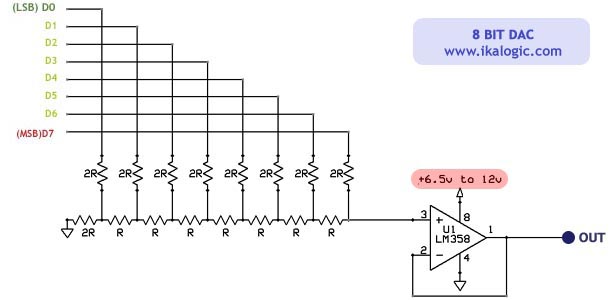 (LSB) D0
8 BIT DAC
D1
www.ikalogic.com
D2
D3
D4
D5
D6
(MSB)D7
2R 2R 2R 2R 2R 2R 2R 2R
+6.5v to 12v
3 + 8
U1 1
LM358
OUT
2R R R R R R R R
2 - 4